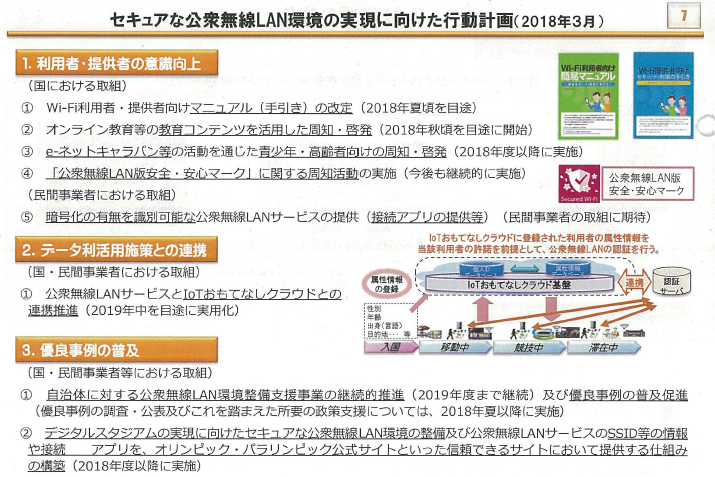 セキュアな公衆無線LAN環境の実現に向けた行動計画(2018年3月)
7
1. 利用者・提供者の意識向上
(国における取組)
① Wi-Fi利用者・提供者向けマニュアル(手引き)の改定(2018年夏頃を目途)
② オンライン教育等の教育コンテンツを活用した周知・啓発(2018年秋頃を目途に開始)
③ e-ネットキャラバン等の活動を通じた青少年・高齢者向けの周知・啓発(2018年度以降に実施)
④ 「公衆無線LAN版安全・安心マーク」に関する周知活動の実施(今後も継続的に実施)
(民間事業者における取組)
⑤ 暗号化の有無を識別可能な公衆無線LANサービスの提供(接続アプリの提供等)(民間事業者の取組に期待)
Wi-Fi利用者向け
簡易マニュアル
Wi-Fi提供者向け
セキュリティ対策の手引き
Secured Wi-Fi
公衆無線LAN版
安全・安心マーク
2. データ利活用施策との連携
(国・民間事業者における取組)
① 公衆無線LANサービスとIoTおもてなしクラウドとの
連携推進(2019年中を目途に実用化)
IoTおもてなしクラウドに登録された利用者の属性情報を
当該利用者の許諾を前提として、公衆無線LANの認証を行う。
属性情報
の登録
属性情報
IoTおもてなしクラウド基盤
連携
認証
サーバ
性別
年齢
出身(言語)
目的地・・・ 等
入国
移動中
競技中
滞在中
3. 優良事例の普及
(国・民間事業者等における取組)
① 自治体に対する公衆無線LAN環境整備支援事業の継続的推進(2019年度まで継続)及び優良事例の普及促進
(優良事例の調査・公表及びこれを踏まえた所要の政策支援については、2018年夏以降に実施)
② デジタルスタジアムの実現に向けたセキュアな公衆無線LAN環境の整備及び公衆無線LANサービスのSSID等の情報
や接続 アプリを、オリンピック・パラリンピック公式サイトといった信頼できるサイトにおいて提供する仕組み
の構築(2018年度以降に実施)